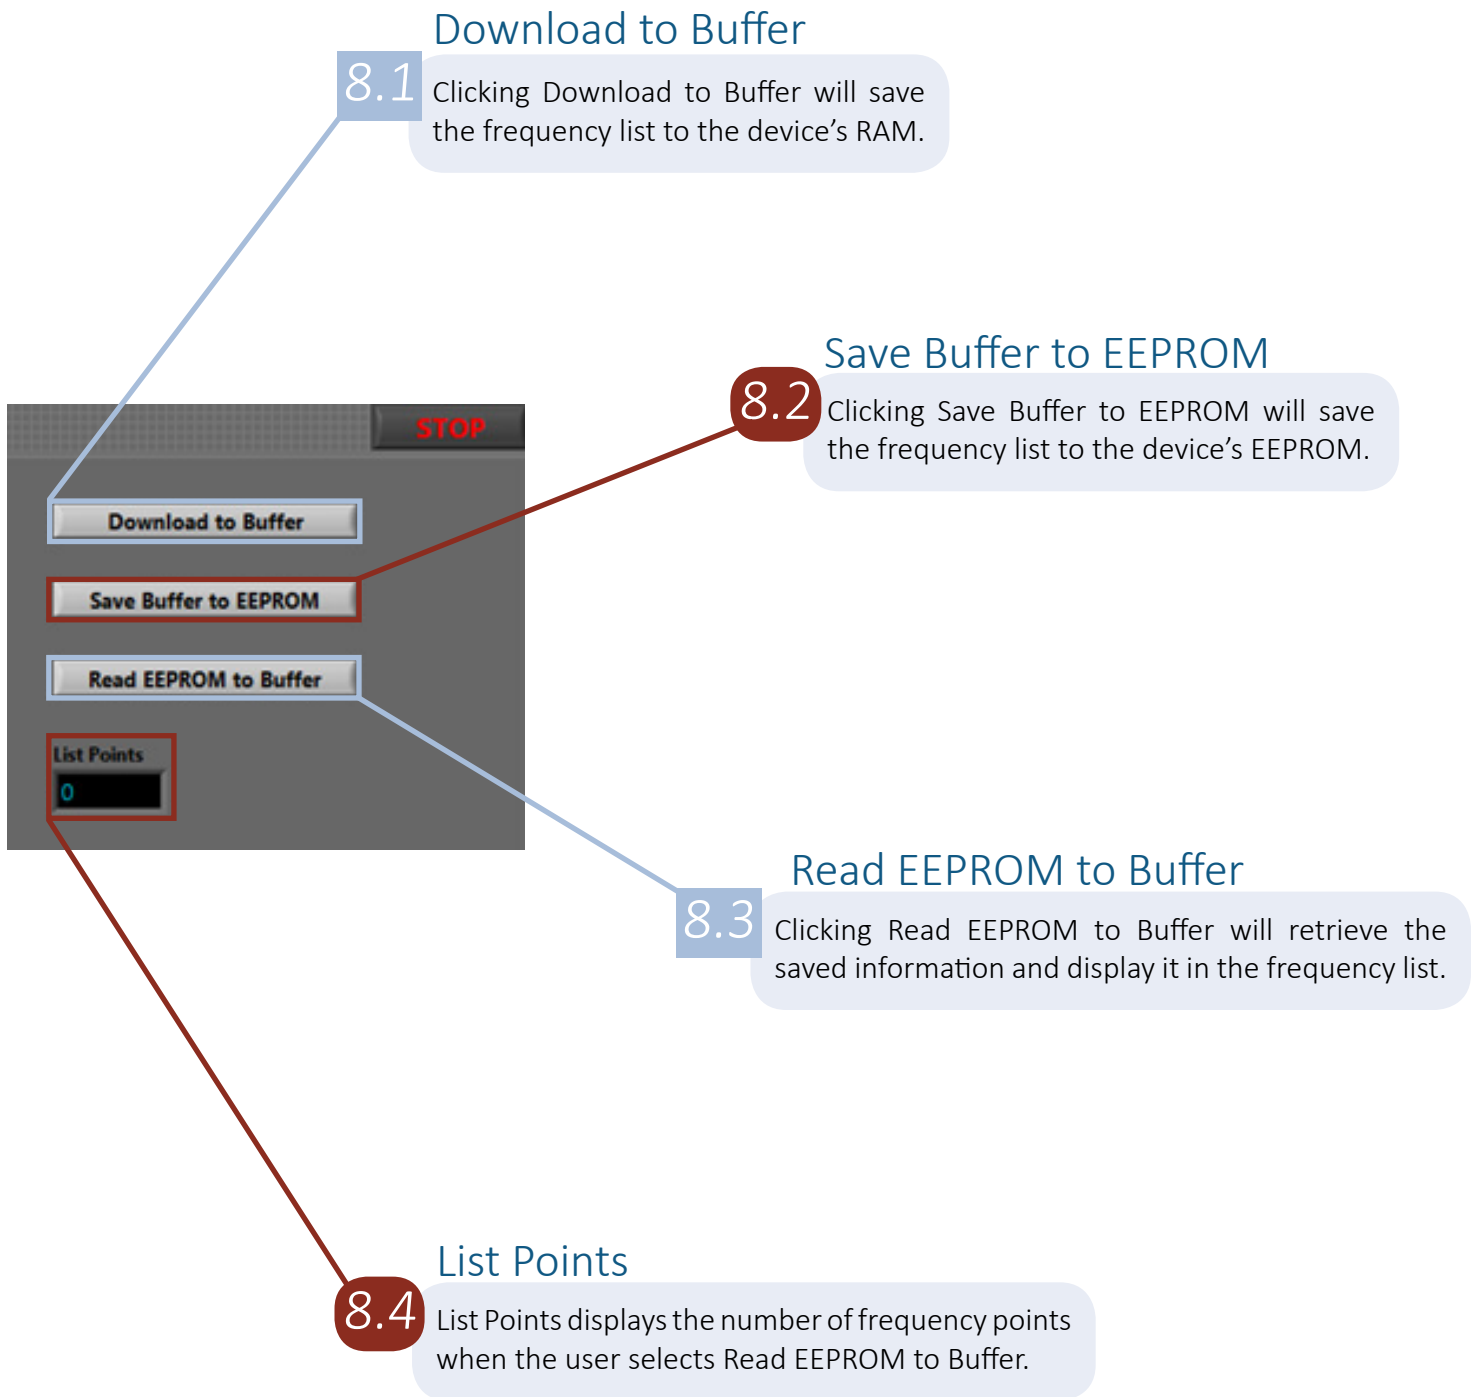 Download to Buffer
8.1
Clicking Download to Buffer will save
the frequency list to the device’s RAM.
Save Buffer to EEPROM
8.2
Clicking Save Buffer to EEPROM will save
the frequency list to the device’s EEPROM.
STOP
Download to Buffer
Save Buffer to EEPROM
Read EEPROM to Buffer
List Points
0
Read EEPROM to Buffer
8.3
Clicking Read EEPROM to Buffer will retrieve the
saved information and display it in the frequency list.
List Points
8.4
List Points displays the number of frequency points
when the user selects Read EEPROM to Buffer.